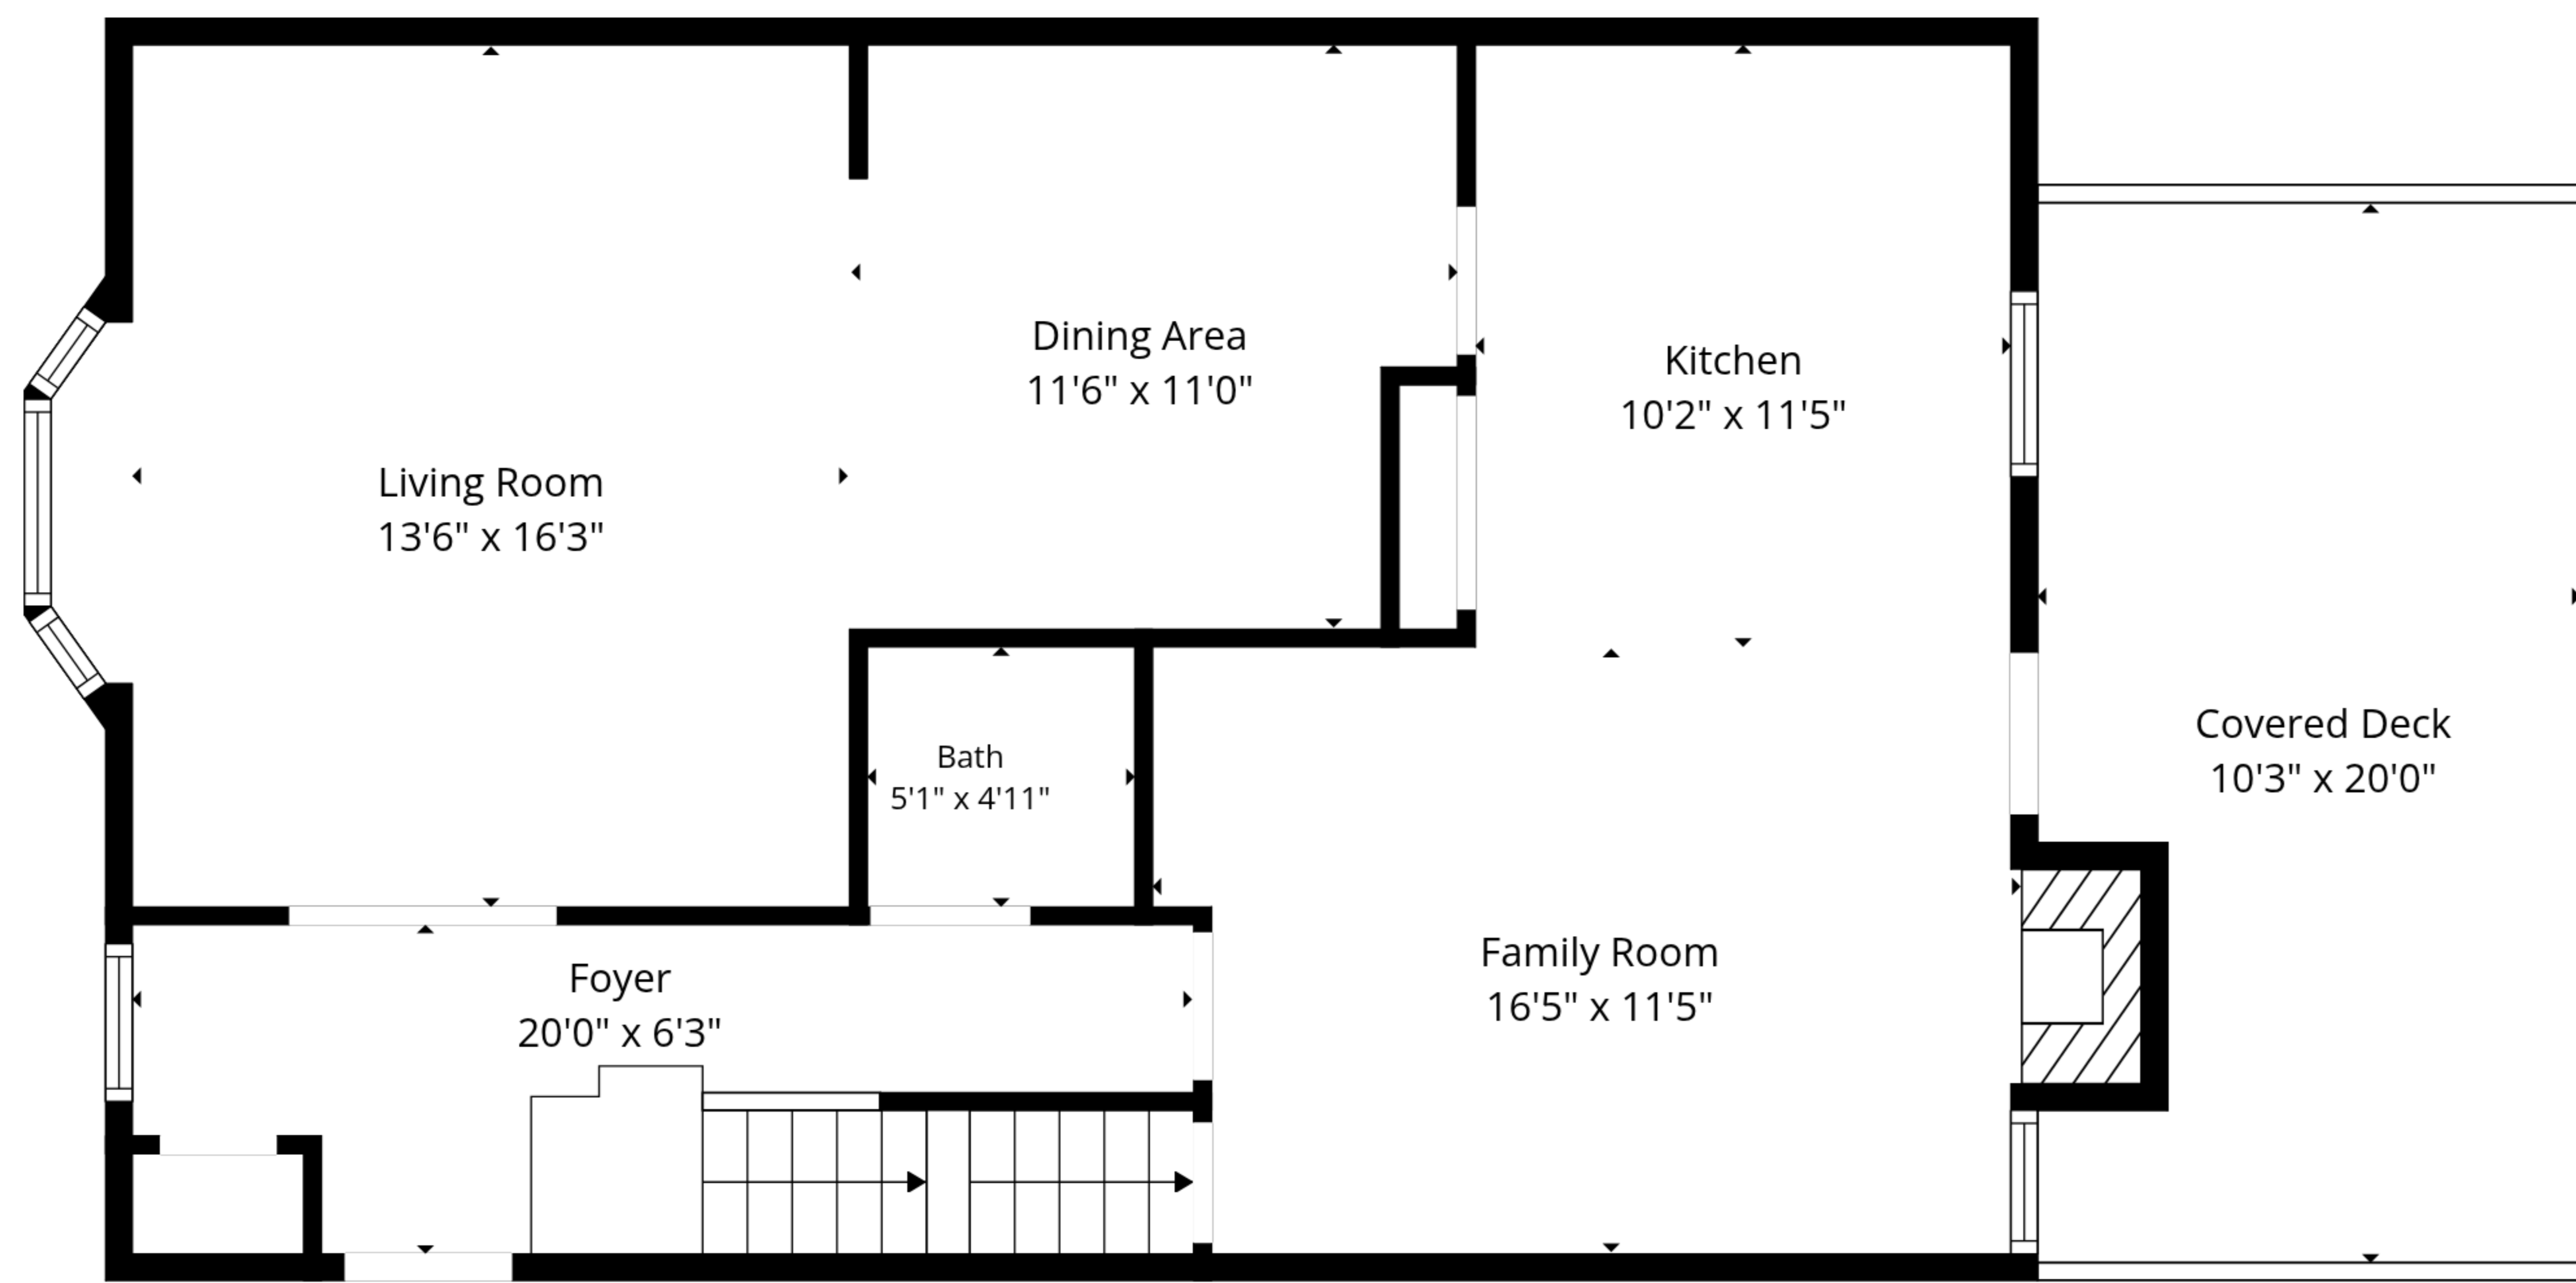 Dining Area
11'6" x 11'0"
Kitchen
10'2" x 11'5"
Living Room
13'6" x 16'3"
Covered Deck
10'3" x 20'0"
Bath
5'1" x 4'11"
Family Room
16'5" x 11'5"
Foyer
20'0" x 6'3"